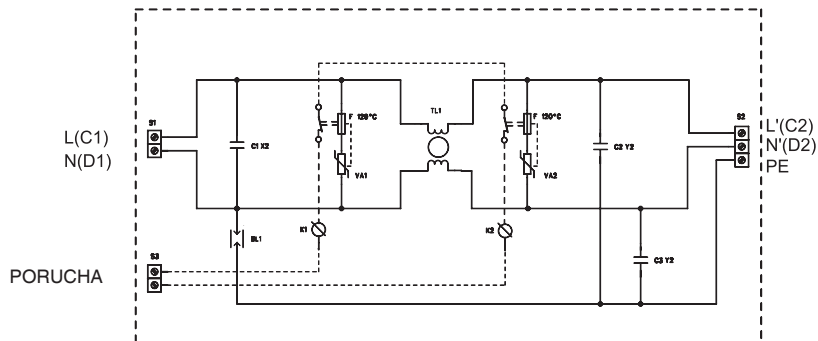 L(C1)
N(D1)
S1
C1 X2
F 120°C
VA1
TL1
F 120°C
VA2
C2 Y2
S2
L'(C2)
N'(D2)
PE
BL1
K1
K2
C3 Y2
S3
PORUCHA